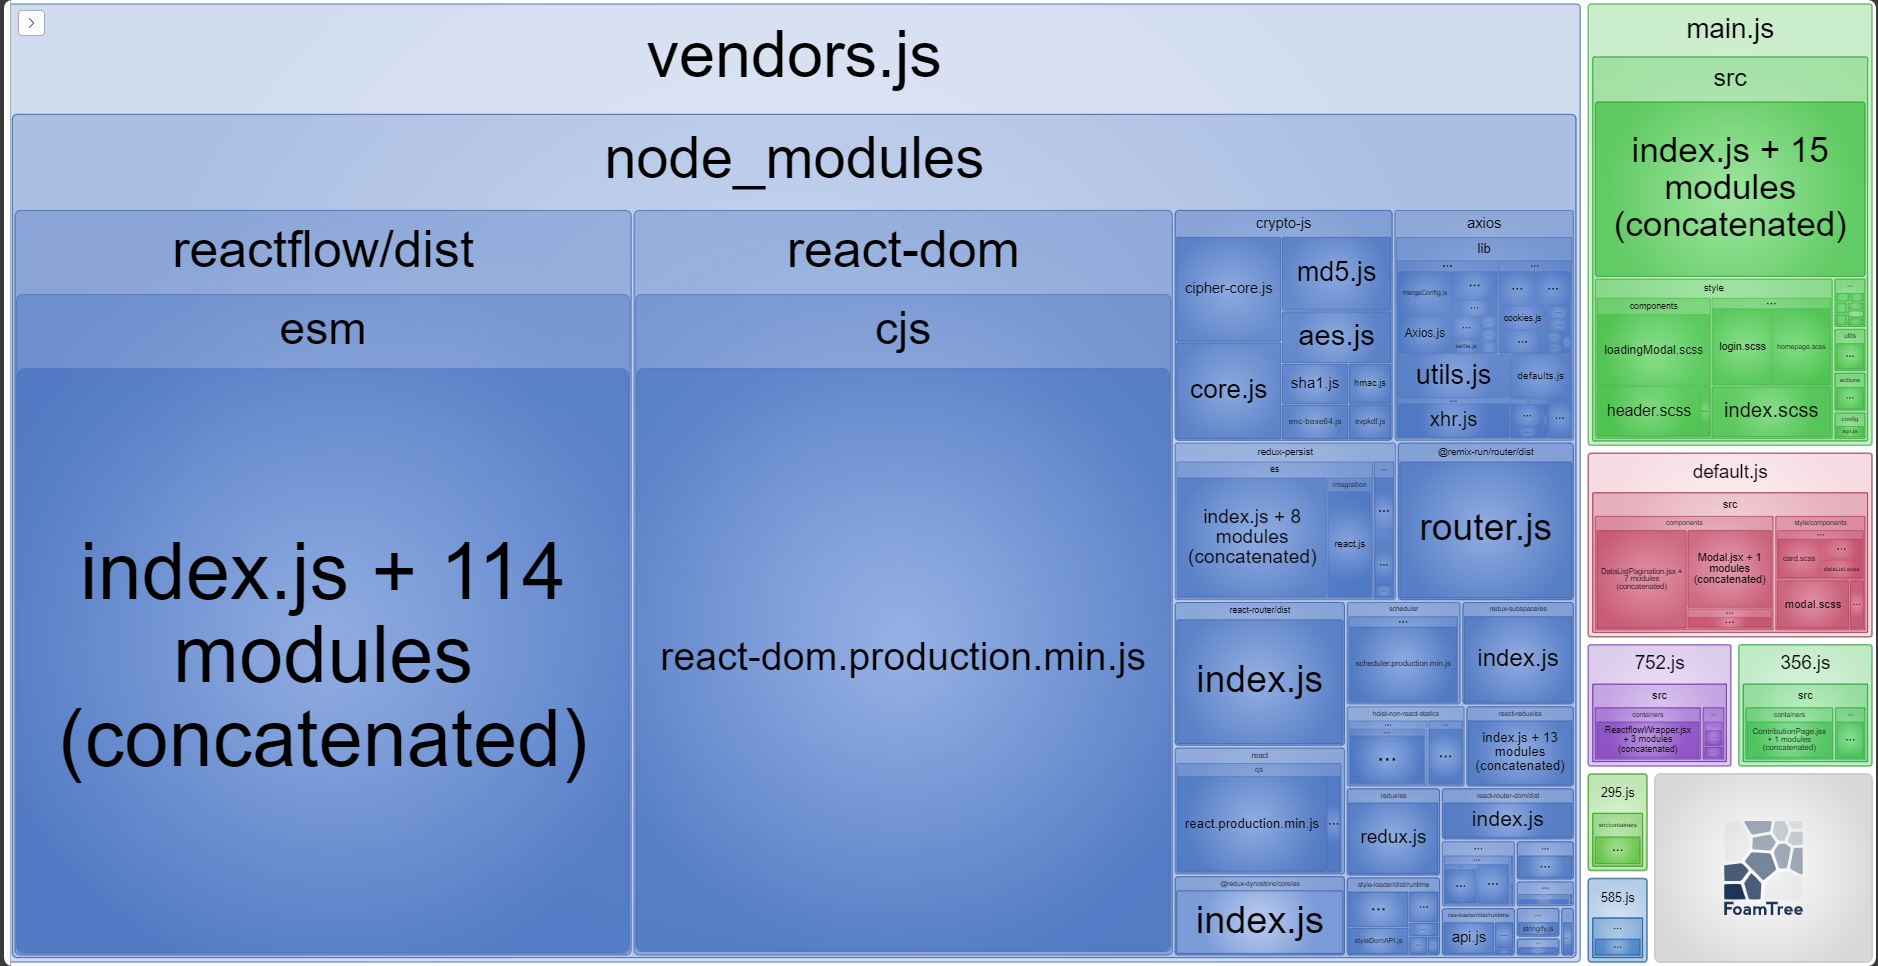 vendors.js
node_modules
reactflow/dist
esm
index.js + 114
modules
(concatenated)
react-dom
cjs
react-dom.production.min.js
crypto-js
cipher-core.js
md5.js
aes.js
core.js
sha1.js
hmac.js
enc-base64.js
evpkdf.js
axios
lib
...
...
mergeConfig.js
...
...
...
...
cookies.js
Axios.js
...
...
utils.js
defaults.js
...
xhr.js
...
...
redux-persist
es
...
integration
index.js + 8
modules
(concatenated)
react.js
...
...
@remix-run/router/dist
router.js
react-router/dist
index.js
scheduler
...
scheduler.production.min.js
redux-subspace/es
index.js
hoist-non-react-statics
...
...
...
...
react-redux/es
index.js + 13
modules
(concatenated)
react
cjs
react.production.min.js
...
redux/es
redux.js
react-router-dom/dist
index.js
...
...
...
...
...
...
...
@redux-dynostore/core/es
index.js
style-loader/dist/runtime
...
...
styleDomAPI.js
css-loader/dist/runtime
api.js
...
...
stringify.js
main.js
src
index.js + 15
modules
(concatenated)
style
components
...
loadingModal.scss
login.scss
homepage.scss
header.scss
...
index.scss
...
utils
...
actions
...
config
api.js
default.js
src
components
DataListPagination.jsx +
7 modules
(concatenated)
Modal.jsx + 1
modules
(concatenated)
...
...
style/components
...
card.scss
...
dataList.scss
modal.scss
...
752.js
src
containers
...
ReactflowWrapper.jsx
+ 3 modules
(concatenated)
356.js
src
containers
...
ContributionPage.jsx
+ 1 modules
(concatenated)
...
295.js
src/containers
...
585.js
...
...
FoamTree